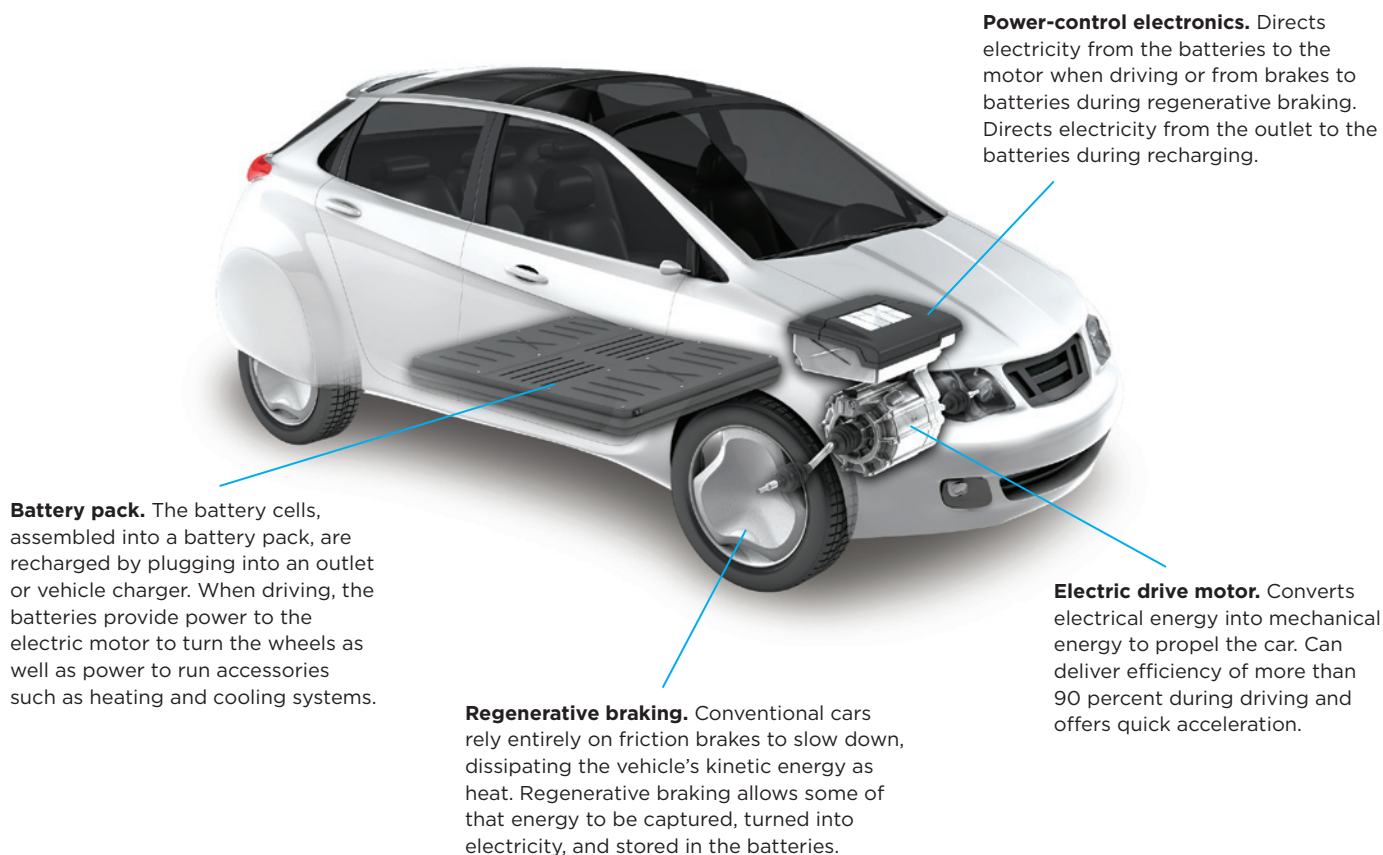 Power-control electronics. Directs
electricity from the batteries to the
motor when driving or from brakes to
batteries during regenerative braking.
Directs electricity from the outlet to the
batteries during recharging.
Battery pack. The battery cells,
assembled into a battery pack, are
recharged by plugging into an outlet
or vehicle charger. When driving, the
batteries provide power to the
electric motor to turn the wheels as
well as power to run accessories
such as heating and cooling systems.
Electric drive motor. Converts
electrical energy into mechanical
energy to propel the car. Can
deliver efficiency of more than
90 percent during driving and
offers quick acceleration.
Regenerative braking. Conventional cars
rely entirely on friction brakes to slow down,
dissipating the vehicle’s kinetic energy as
heat. Regenerative braking allows some of
that energy to be captured, turned into
electricity, and stored in the batteries.